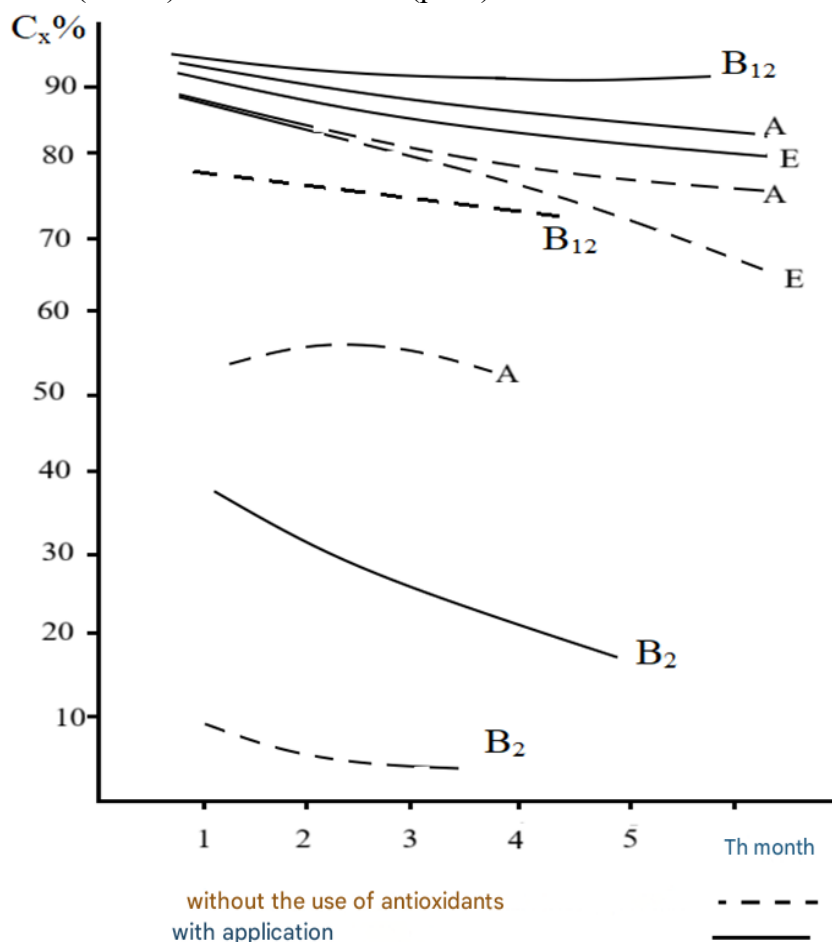 Cₓ%
90
80
70
60
50
40
30
20
10
B₁₂
A
E
A
B₁₂
E
A
B₂
B₂
1 2 3 4 5 Th month
without the use of antioxidants
with application